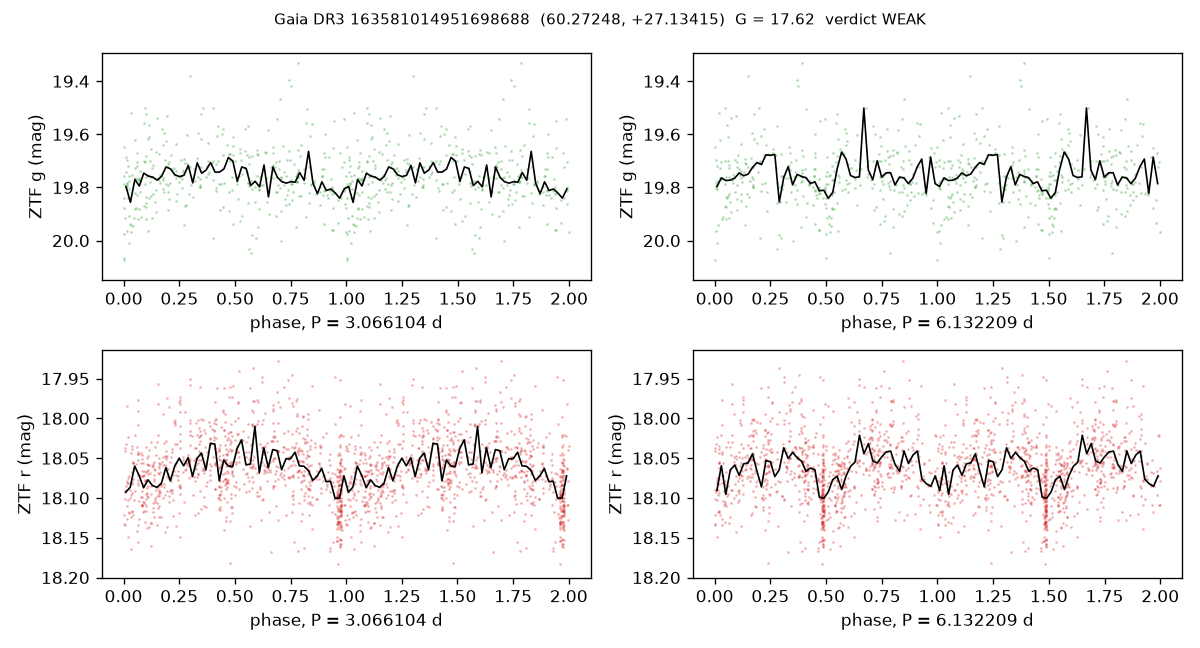 Gaia DR3 163581014951698688 (60.27248, +27.13415) G = 17.62 verdict WEAK
ZTF g (mag)
19.4
19.6
19.8
20.0
0.00 0.25 0.50 0.75 1.00 1.25 1.50 1.75 2.00
phase, P = 3.066104 d
ZTF g (mag)
19.4
19.6
19.8
20.0
0.00 0.25 0.50 0.75 1.00 1.25 1.50 1.75 2.00
phase, P = 6.132209 d
ZTF r (mag)
17.95
18.00
18.05
18.10
18.15
18.20
0.00 0.25 0.50 0.75 1.00 1.25 1.50 1.75 2.00
phase, P = 3.066104 d
ZTF r (mag)
17.95
18.00
18.05
18.10
18.15
18.20
0.00 0.25 0.50 0.75 1.00 1.25 1.50 1.75 2.00
phase, P = 6.132209 d